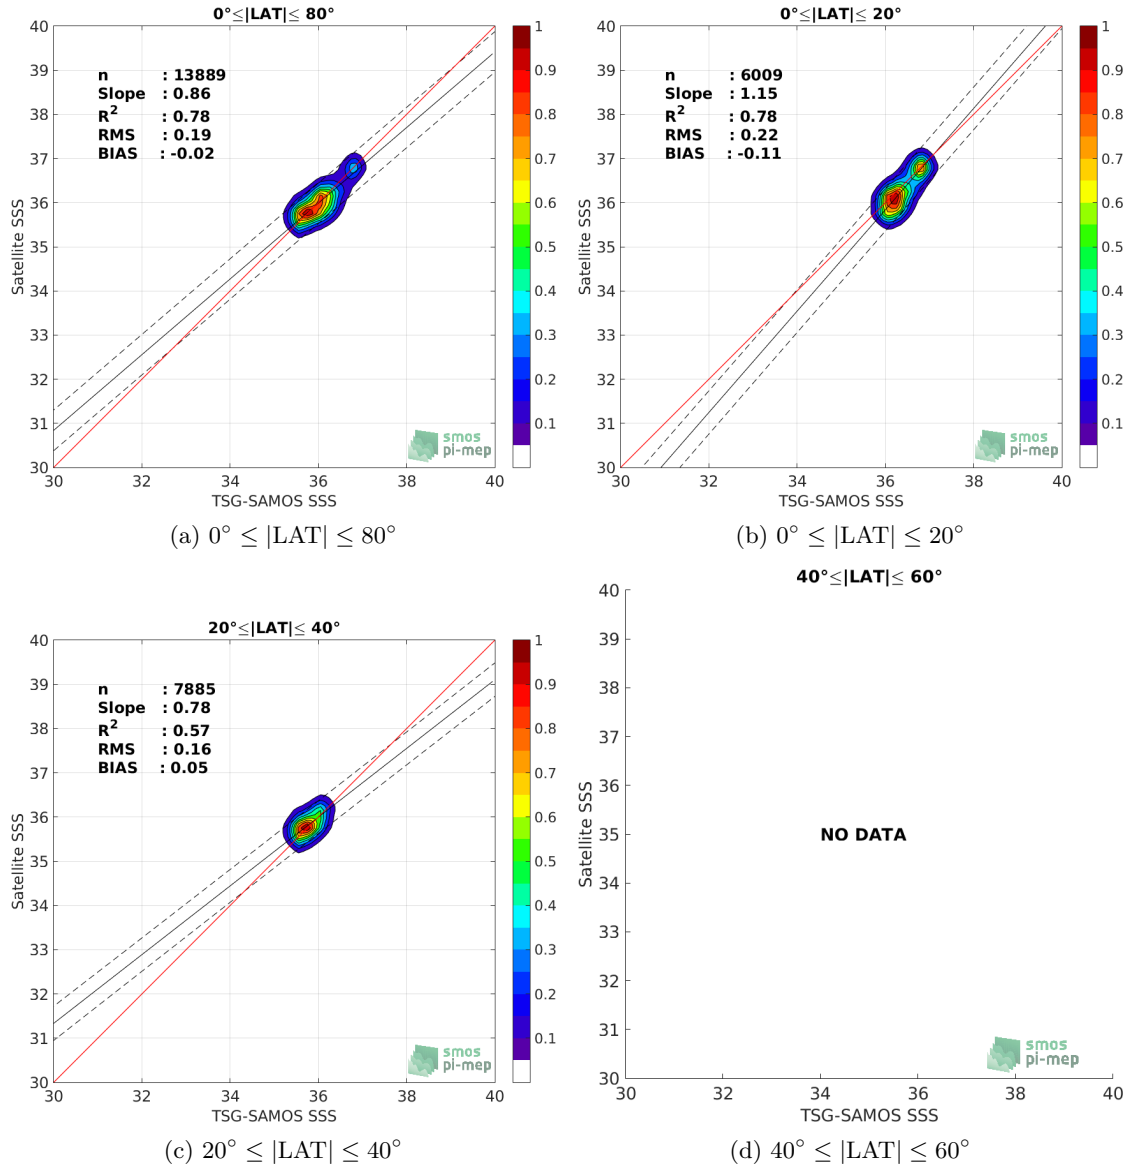 0°≤|LAT|≤ 80°
40
39
38
37
36
35
34
33
32
31
30
Satellite SSS
n : 13889
Slope : 0.86
R² : 0.78
RMS : 0.19
BIAS : -0.02
smos
pi-mep
30 32 34 36 38 40
TSG-SAMOS SSS
1
0.9
0.8
0.7
0.6
0.5
0.4
0.3
0.2
0.1
(a) 0° ≤ |LAT| ≤ 80°
0°≤|LAT|≤ 20°
40
39
38
37
36
35
34
33
32
31
30
Satellite SSS
n : 6009
Slope : 1.15
R² : 0.78
RMS : 0.22
BIAS : -0.11
smos
pi-mep
30 32 34 36 38 40
TSG-SAMOS SSS
1
0.9
0.8
0.7
0.6
0.5
0.4
0.3
0.2
0.1
(b) 0° ≤ |LAT| ≤ 20°
20°≤|LAT|≤ 40°
40
39
38
37
36
35
34
33
32
31
30
Satellite SSS
n : 7885
Slope : 0.78
R² : 0.57
RMS : 0.16
BIAS : 0.05
smos
pi-mep
30 32 34 36 38 40
TSG-SAMOS SSS
1
0.9
0.8
0.7
0.6
0.5
0.4
0.3
0.2
0.1
(c) 20° ≤ |LAT| ≤ 40°
40°≤|LAT|≤ 60°
40
39
38
37
36
35
34
33
32
31
30
Satellite SSS
NO DATA
smos
pi-mep
30 32 34 36 38 40
TSG-SAMOS SSS
(d) 40° ≤ |LAT| ≤ 60°